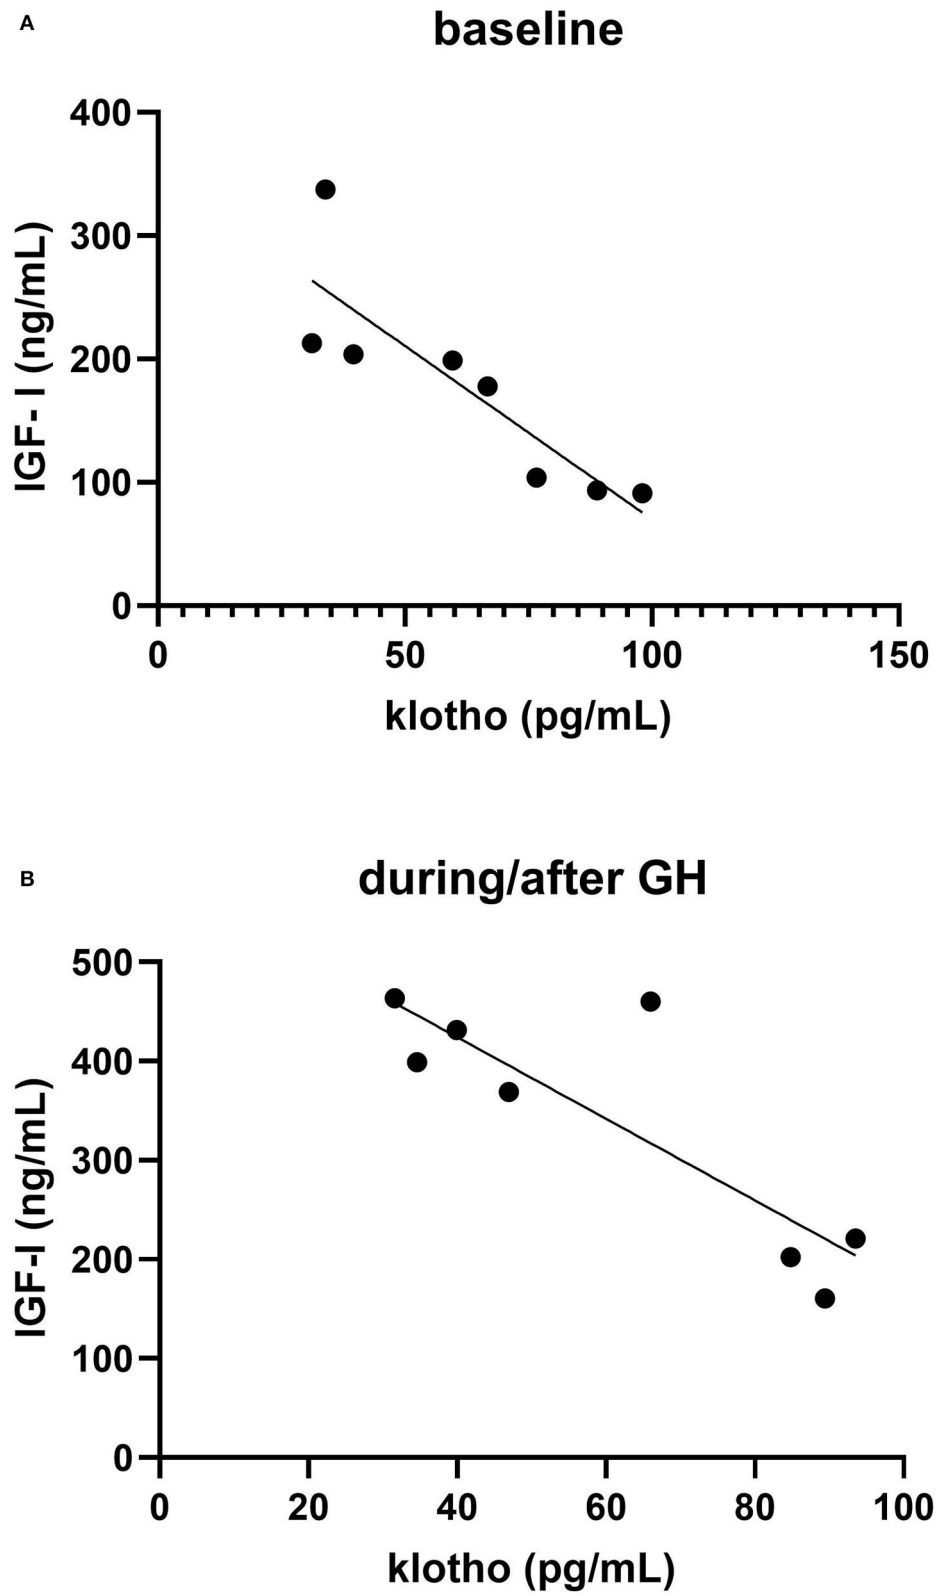 A
baseline
400
300
200
100
0
IGF- I (ng/mL)
0 50 100 150
klotho (pg/mL)
B
during/after GH
500
400
300
200
100
0
IGF-I (ng/mL)
0 20 40 60 80 100
klotho (pg/mL)